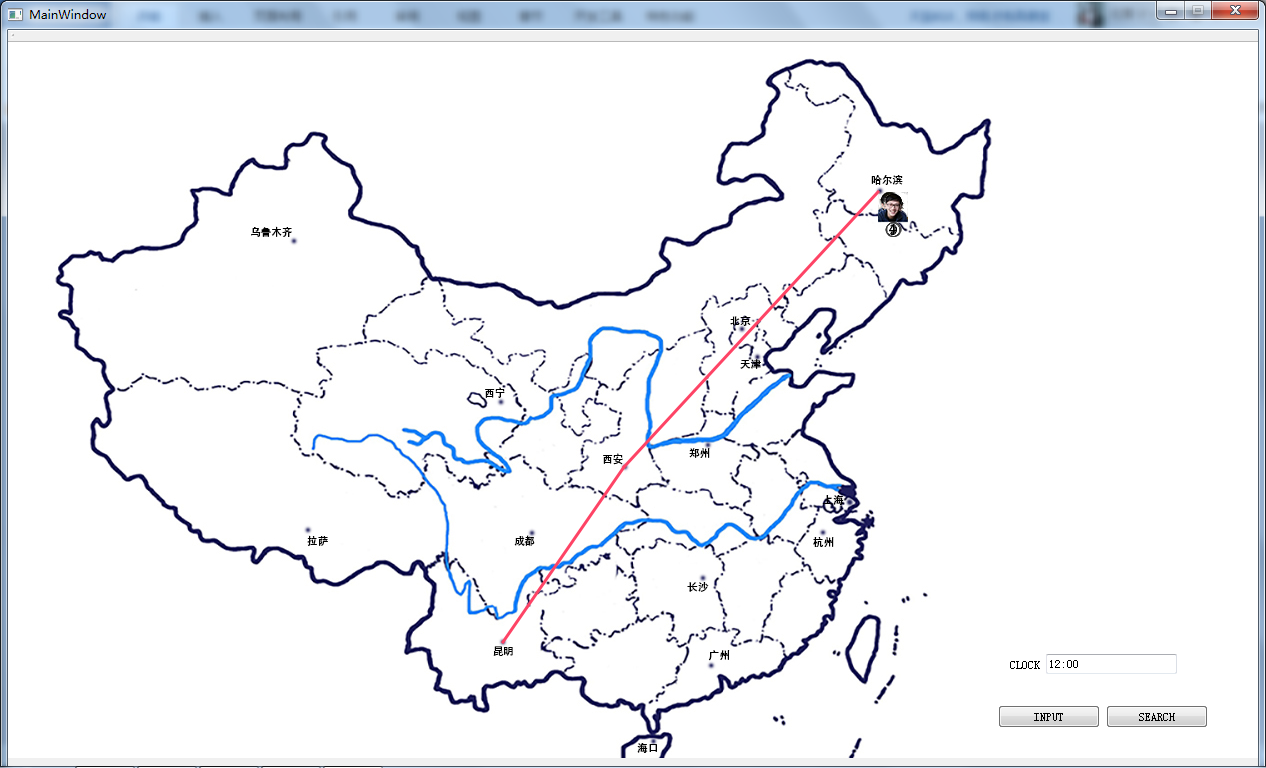 MainWindow
哈尔滨
乌鲁木齐
北京
天津
西宁
郑州
西安
上海
拉萨
成都
杭州
长沙
昆明
广州
CLOCK 12:00
INPUT SEARCH
海口